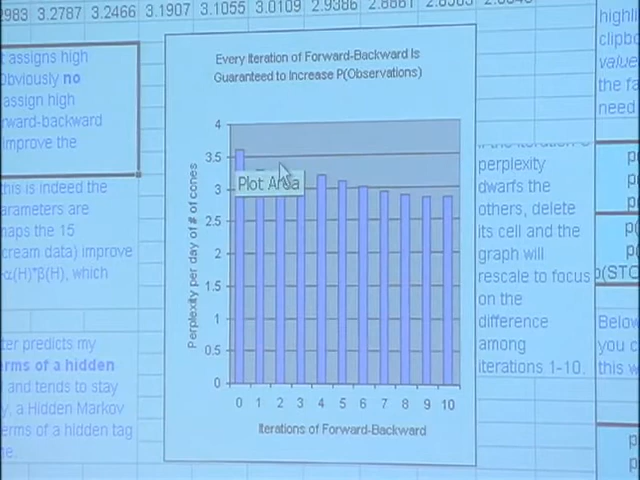 3.2787 3.2466 3.1907 3.1055 3.0109 2.9386
assigns high
Obviously no
assign high
rward-backward
improve the
this is indeed the
arameters are
haps the 15
cream data) improve
α(H)*β(H), which
ter predicts my
rms of a hidden
and tends to stay
y, a Hidden Markov
erms of a hidden tag
me.
Every Iteration of Forward-Backward Is
Guaranteed to Increase P(Observations)
Perplexity per day of # of cones
4
3.5
3
2.5
2
1.5
1
0.5
0
Plot Area
0 1 2 3 4 5 6 7 8 9 10
Iterations of Forward-Backward
perplexity
dwarfs the
others, delete
its cell and the
graph will
rescale to focus
on the
difference
among
iterations 1-10.
highli
clipbo
value
the fa
need
p(
p(
p(
p(
p(
p(STO
Below
you c
this w
p
p